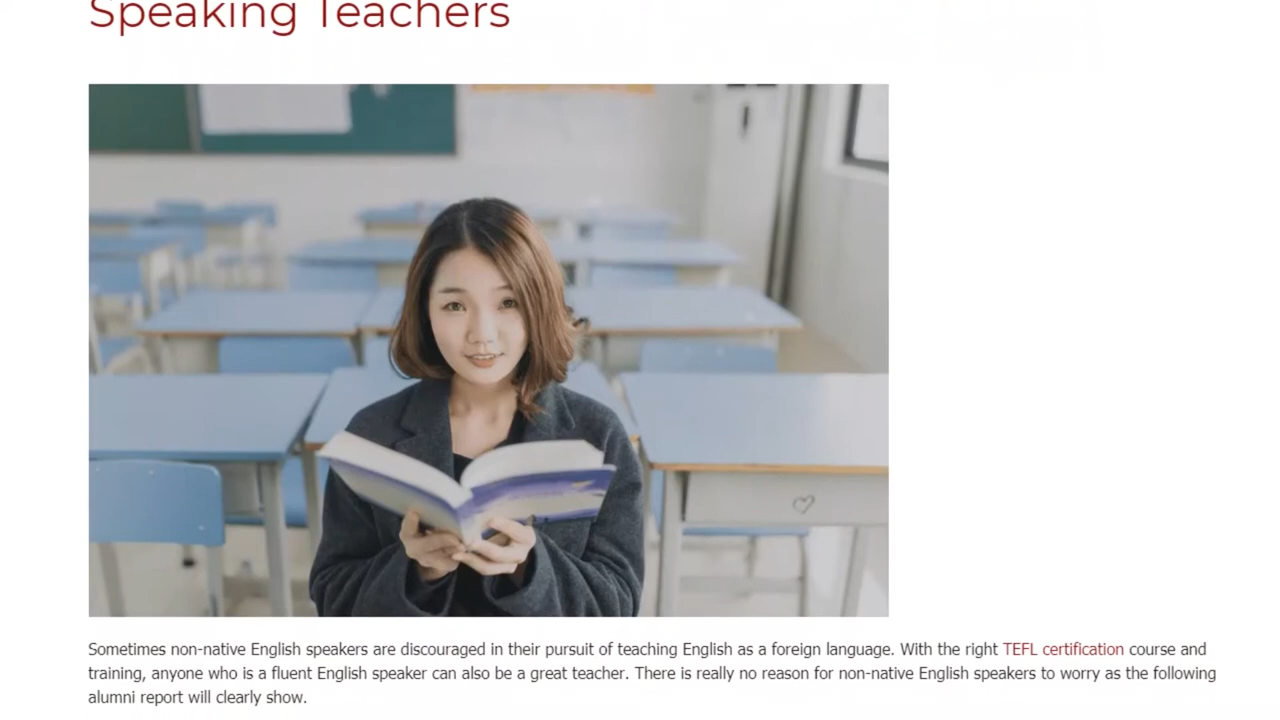 Speaking Teachers
Sometimes non-native English speakers are discouraged in their pursuit of teaching English as a foreign language. With the right TEFL certification course and
training, anyone who is a fluent English speaker can also be a great teacher. There is really no reason for non-native English speakers to worry as the following
alumni report will clearly show.